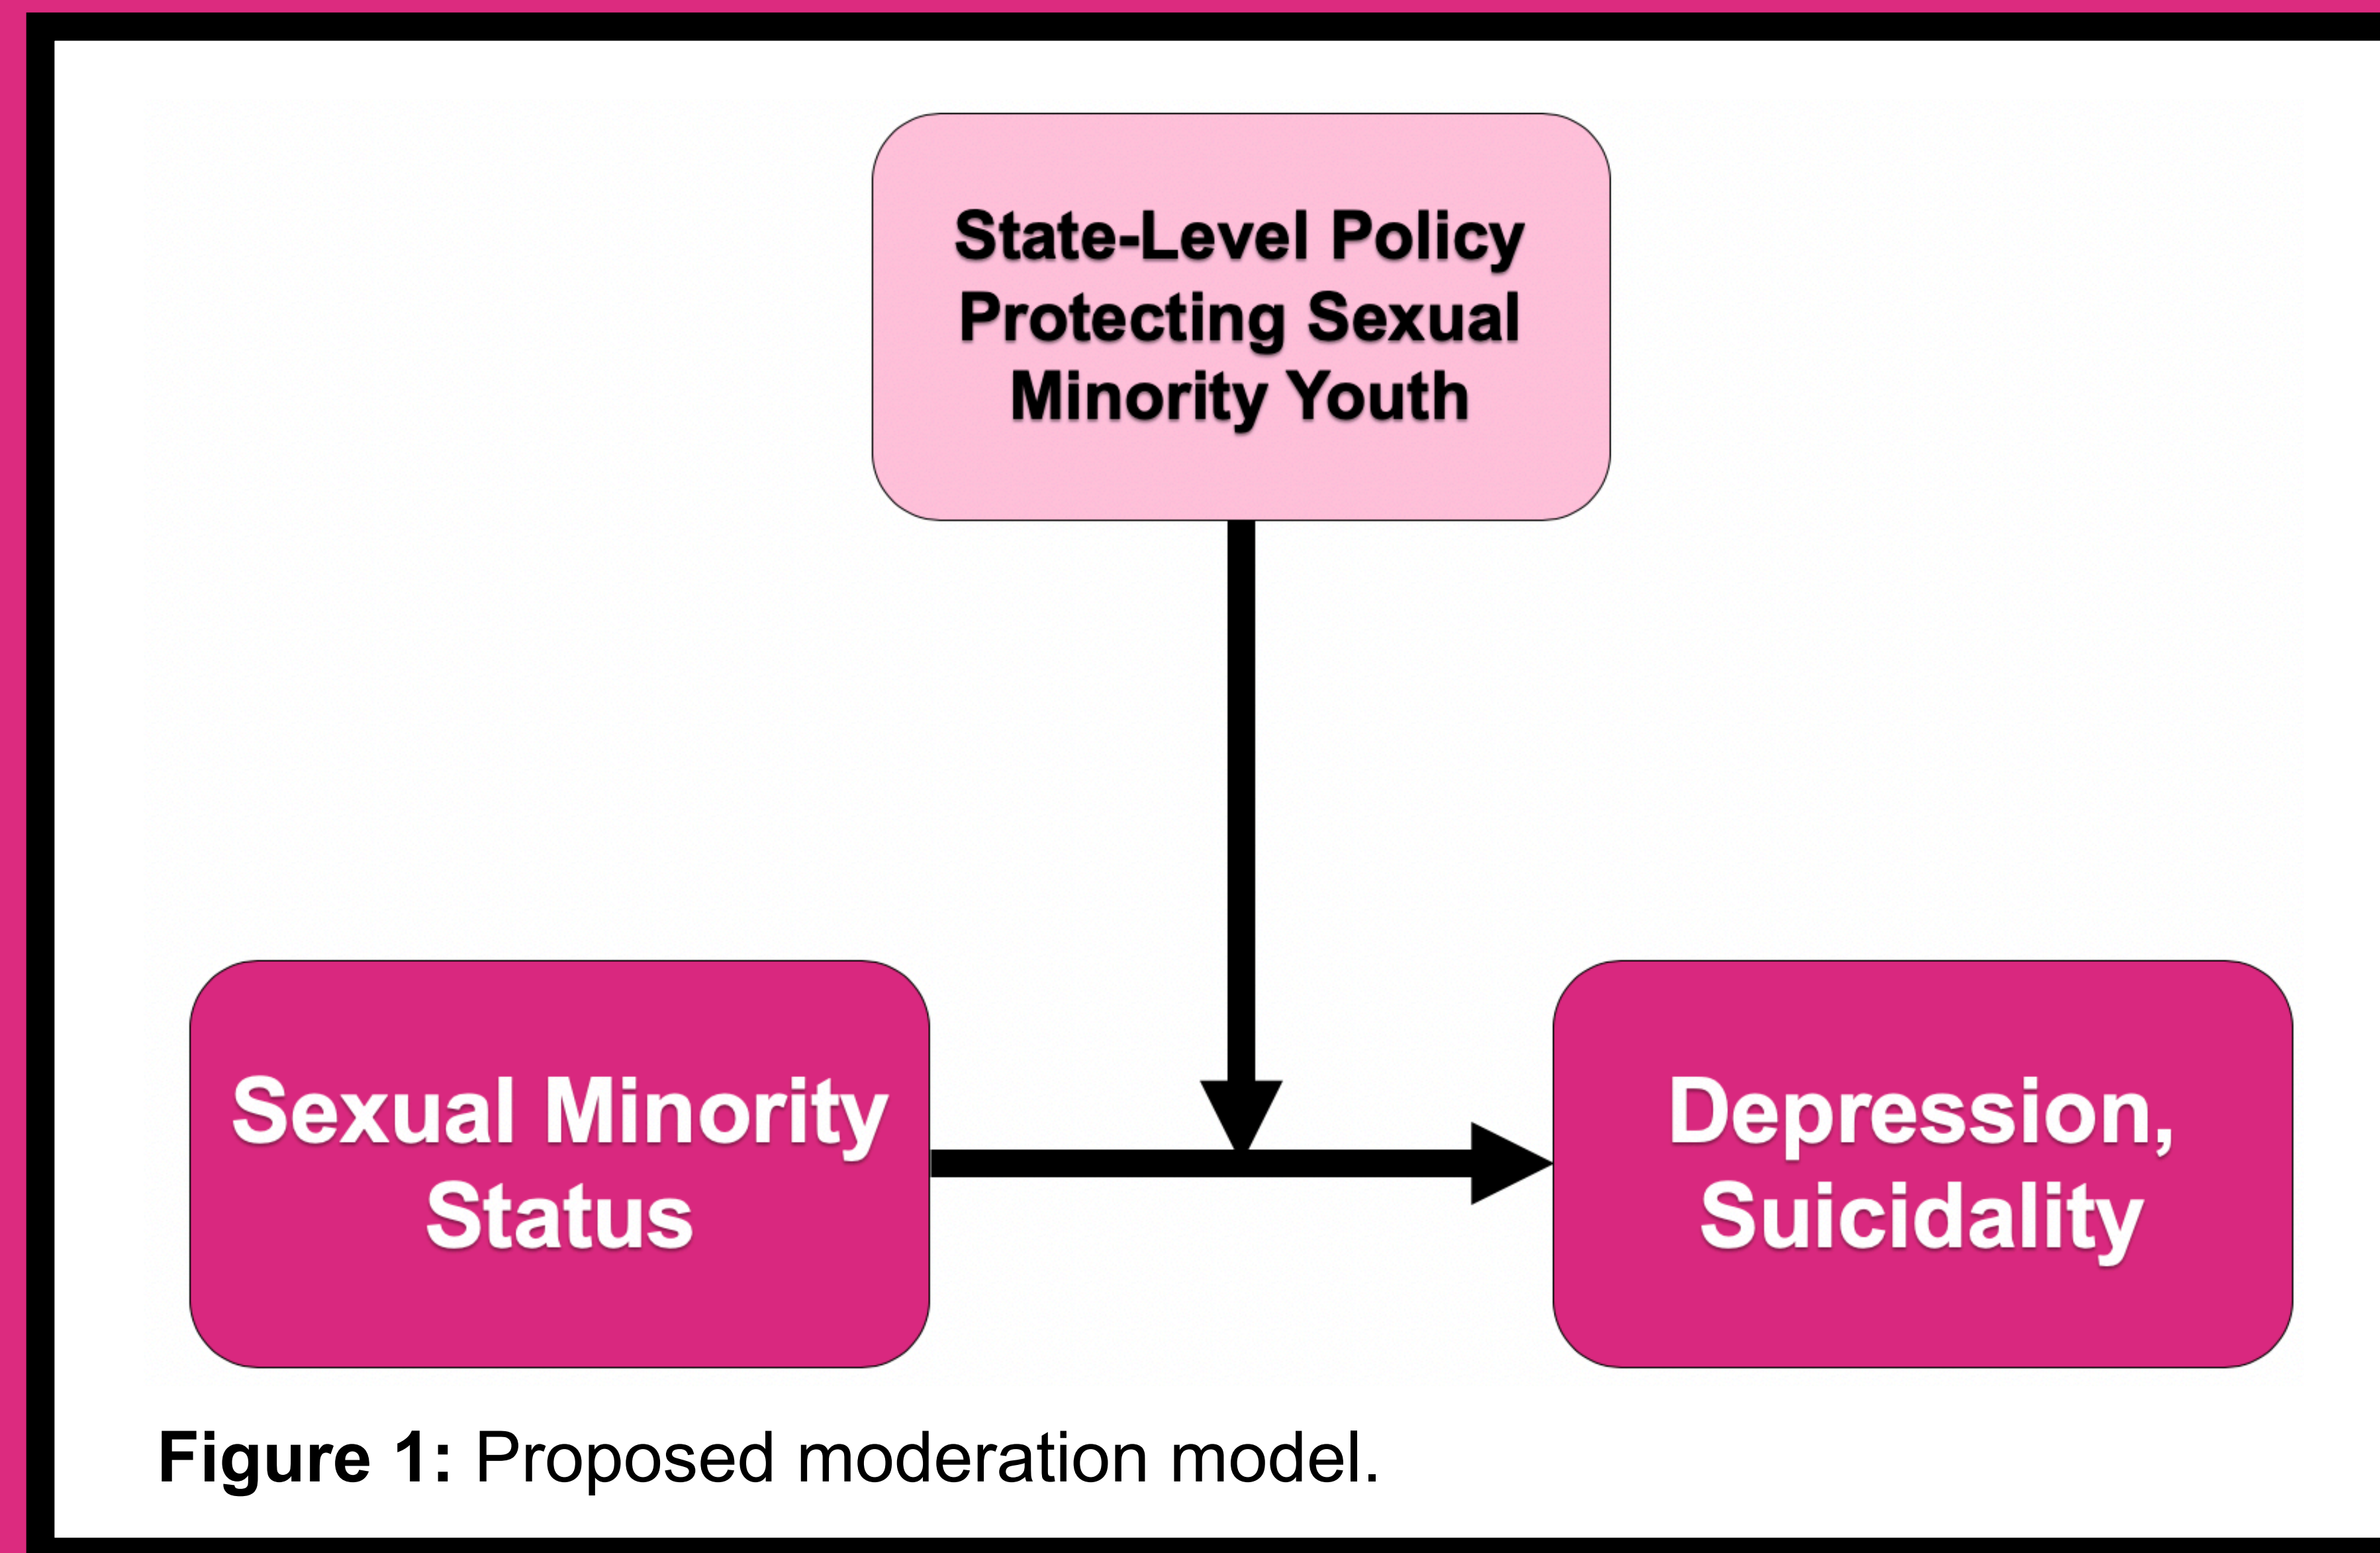 State-Level Policy
Protecting Sexual
Minority Youth
Sexual Minority
Status
Depression,
Suicidality
Figure 1: Proposed moderation model.